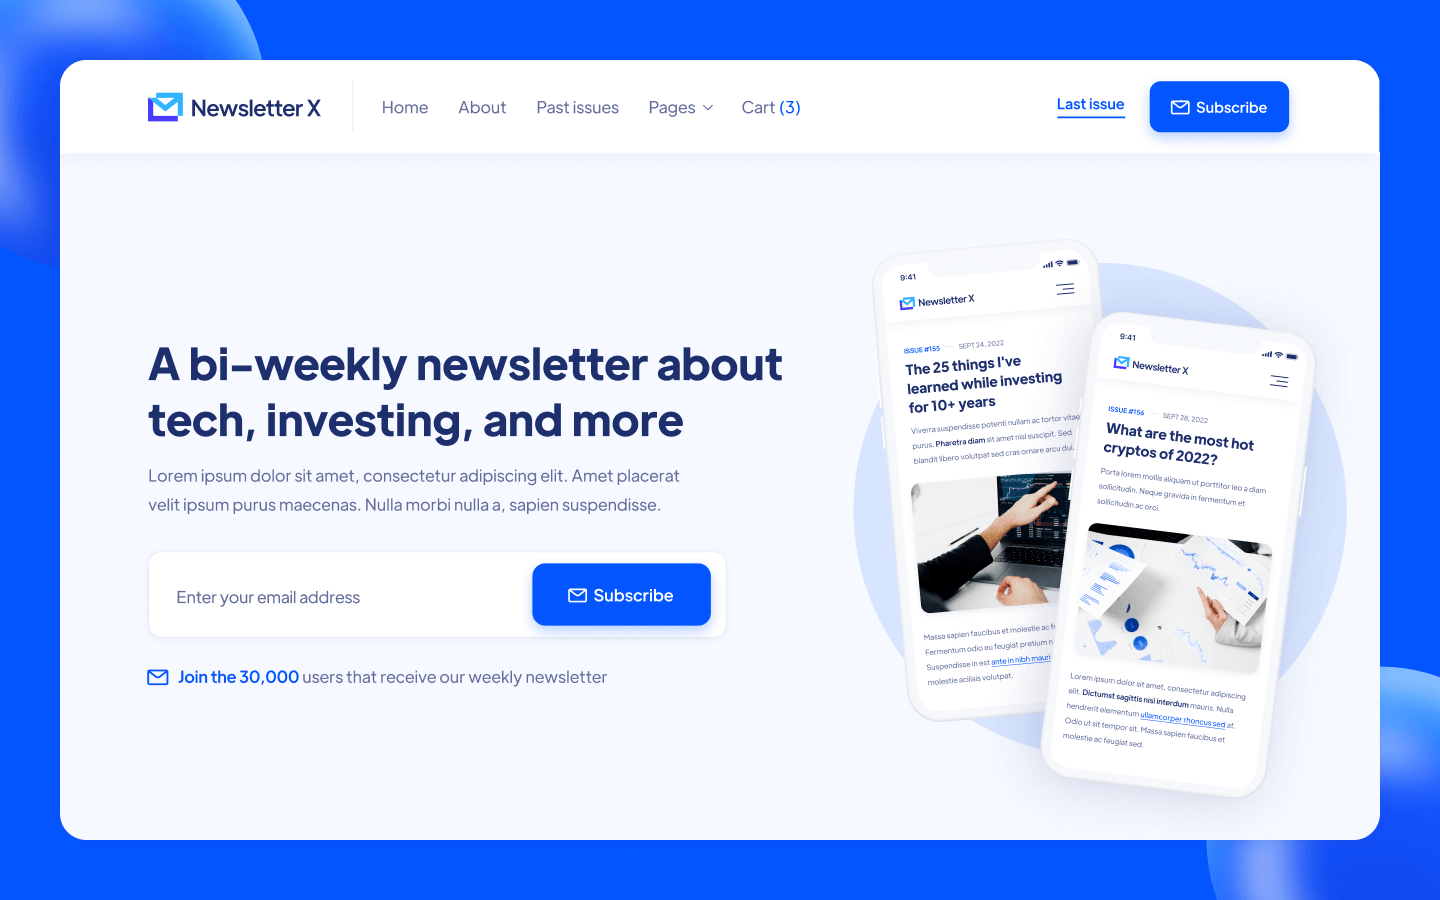 Newsletter X
Home About Past issues Pages Cart (3)
Last issue
Subscribe
A bi-weekly newsletter about
tech, investing, and more
Lorem ipsum dolor sit amet, consectetur adipiscing elit. Amet placerat
velit ipsum purus maecenas. Nulla morbi nulla a, sapien suspendisse.
Enter your email address
Subscribe
Join the 30,000 users that receive our weekly newsletter
9:41
Newsletter X
ISSUE #155 — SEPT 24, 2022
The 25 things I've
learned while investing
for 10+ years
Viverra suspendisse potenti nullam ac tortor vitae
purus. Pharetra diam sit amet nisl suscipit. Sed
blandit libero volutpat sed cras ornare arcu dui.
Massa sapien faucibus et molestie ac
Fermentum odio eu feugiat pretium
Suspendisse in est ante in nibh mauri
molestie acilisis volutpat.
9:41
Newsletter X
ISSUE #156 — SEPT 28, 2022
What are the most hot
cryptos of 2022?
Porta lorem mollis aliquam ut porttitor leo a diam
sollicitudin. Neque gravida in fermentum et
sollicitudin ac orci.
Lorem ipsum dolor sit amet, consectetur adipiscing
elit. Dictumst sagittis nisl interdum mauris. Nulla
hendrerit elementum ullamcorper rhoncus sed at.
Odio ut sit tempor sit. Massa sapien faucibus et
molestie ac feugiat sed.